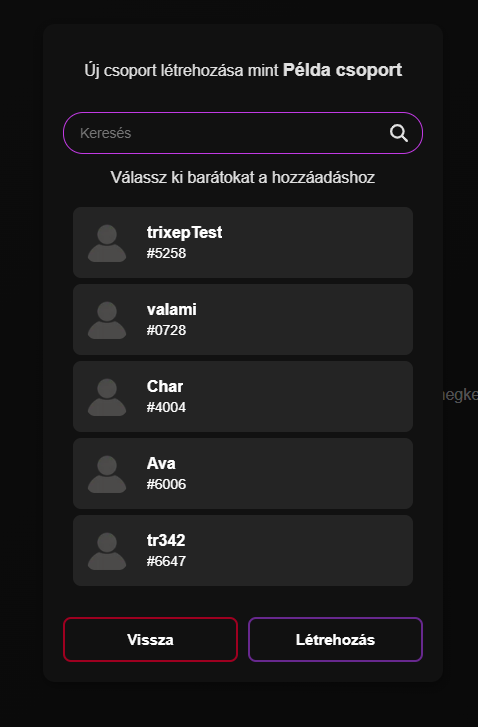 Új csoport létrehozása mint Példa csoport
Keresés
Válassz ki barátokat a hozzáadáshoz
trixepTest
#5258
valami
#0728
Char
#4004
Ava
#6006
tr342
#6647
Vissza
Létrehozás